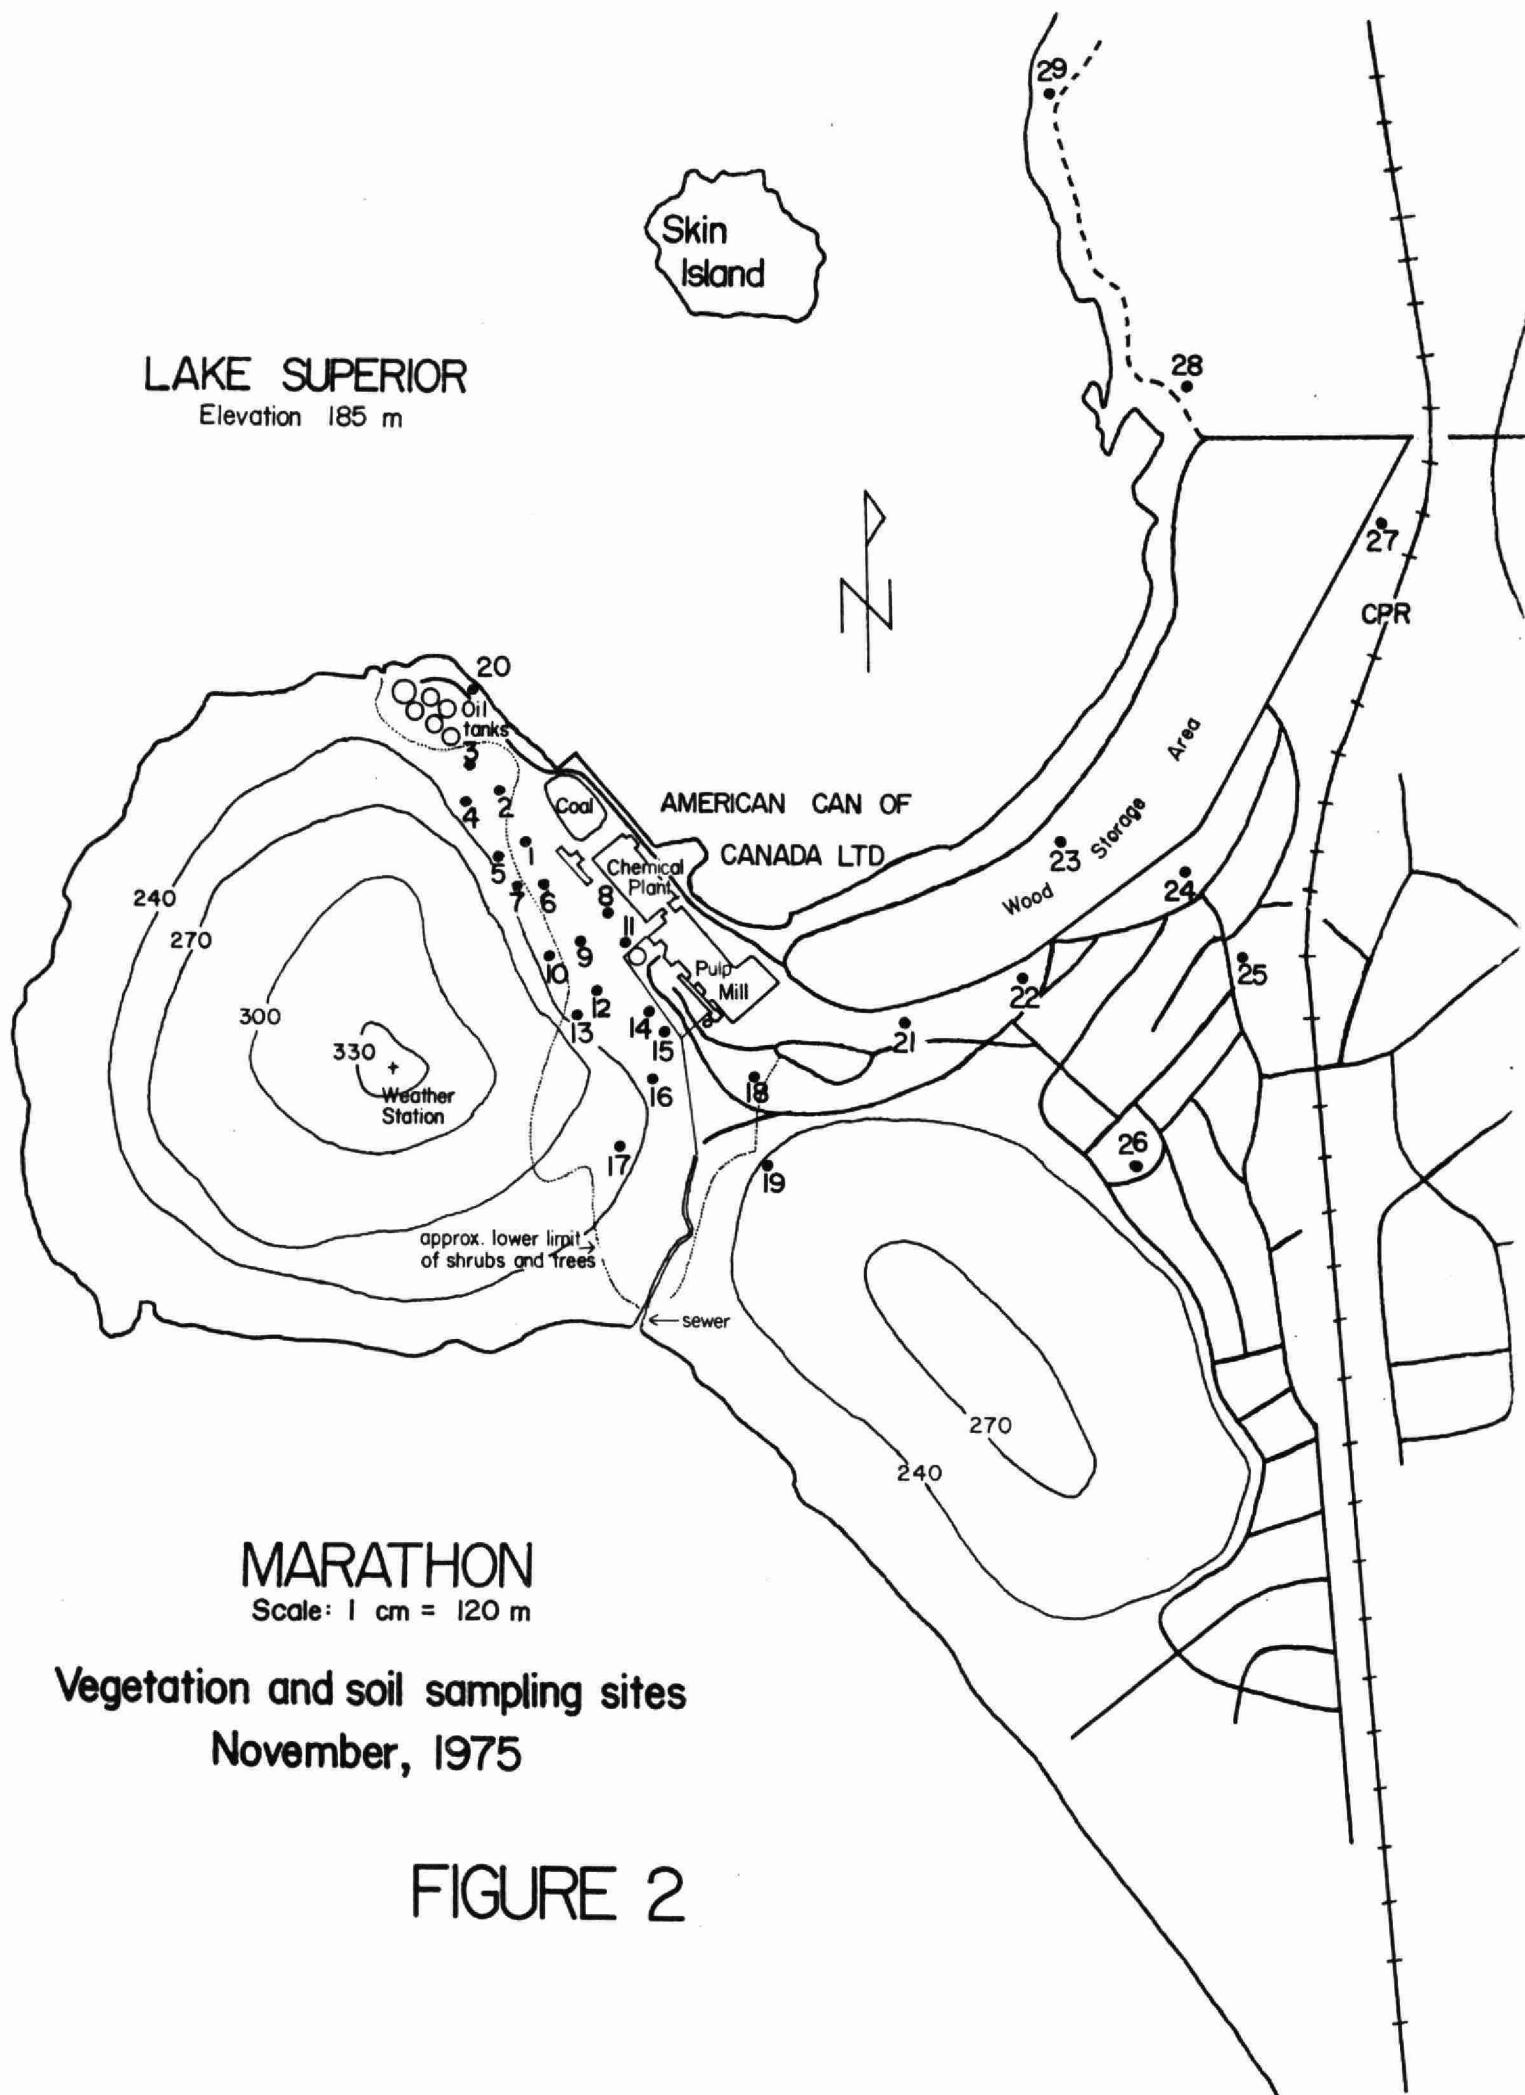 29
Skin
Island
LAKE SUPERIOR
Elevation 185 m
28
27
CPR
N
20
Oil
tanks
3
2
4
Coal
AMERICAN CAN OF
CANADA LTD
1
5
Chemical
Plant
7
6
8
9
10
11
12
13
14
15
16
17
18
19
Pulp
Mill
Wood
Storage
Area
21
22
23
24
25
26
240
270
300
330
Weather
Station
approx. lower limit
of shrubs and trees
sewer
270
240
MARATHON
Scale: 1 cm = 120 m
Vegetation and soil sampling sites
November, 1975
FIGURE 2